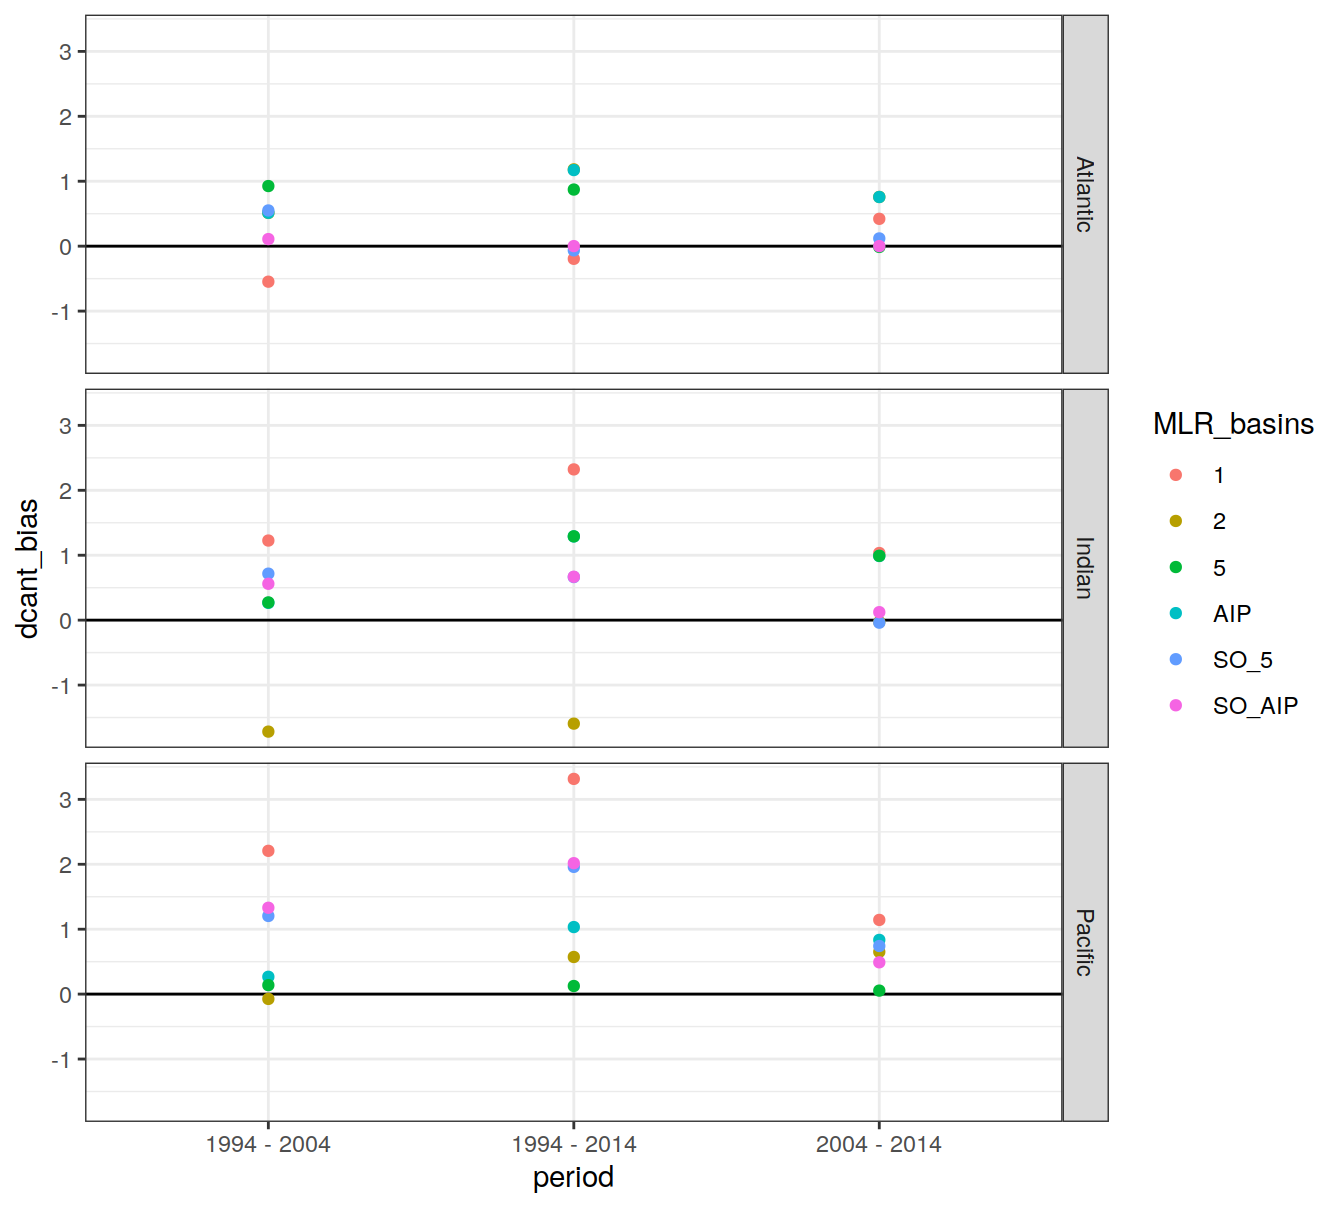 3
2
1
0
-1
Atlantic
3
2
1
0
-1
Indian
3
2
1
0
-1
Pacific
dcant_bias
1994 - 2004
1994 - 2014
2004 - 2014
period
MLR_basins
1
2
5
AIP
SO_5
SO_AIP